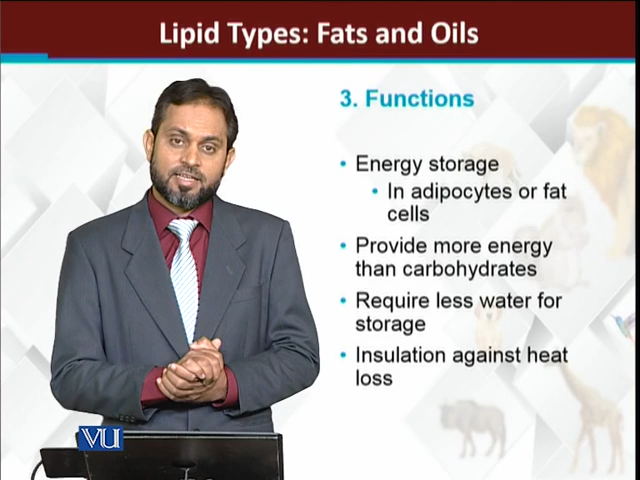 Lipid Types: Fats and Oils
3. Functions
• Energy storage
• In adipocytes or fat
cells
• Provide more energy
than carbohydrates
• Require less water for
storage
• Insulation against heat
loss
VU